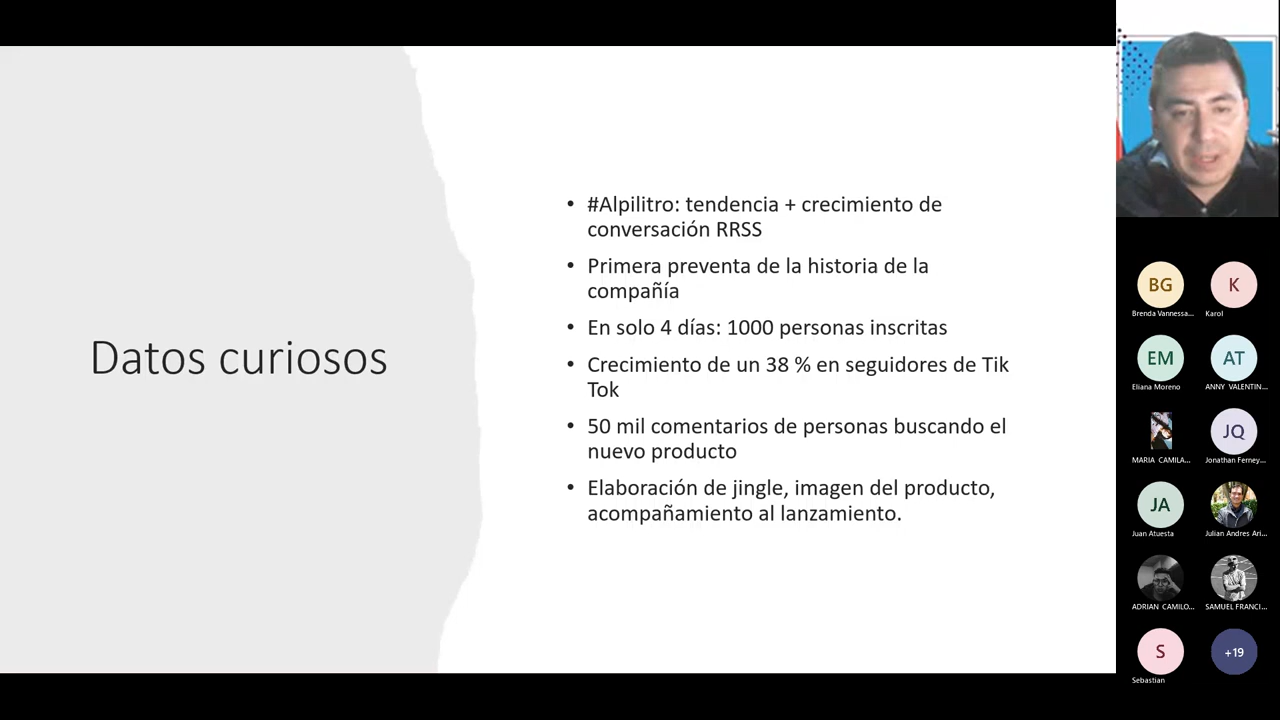 Datos curiosos
• #Alpilitro: tendencia + crecimiento de
conversación RRSS
• Primera preventa de la historia de la
compañía
• En solo 4 días: 1000 personas inscritas
• Crecimiento de un 38 % en seguidores de Tik
Tok
• 50 mil comentarios de personas buscando el
nuevo producto
• Elaboración de jingle, imagen del producto,
acompañamiento al lanzamiento.
BG K
Brenda Vannessa... Karol
EM AT
Eliana Moreno ANNY VALENTIN...
JQ
MARIA CAMILA... Jonathan Ferney...
JA
Juan Atuesta Julian Andres Ari...
ADRIAN CAMILO... SAMUEL FRANCI...
S +19
Sebastian